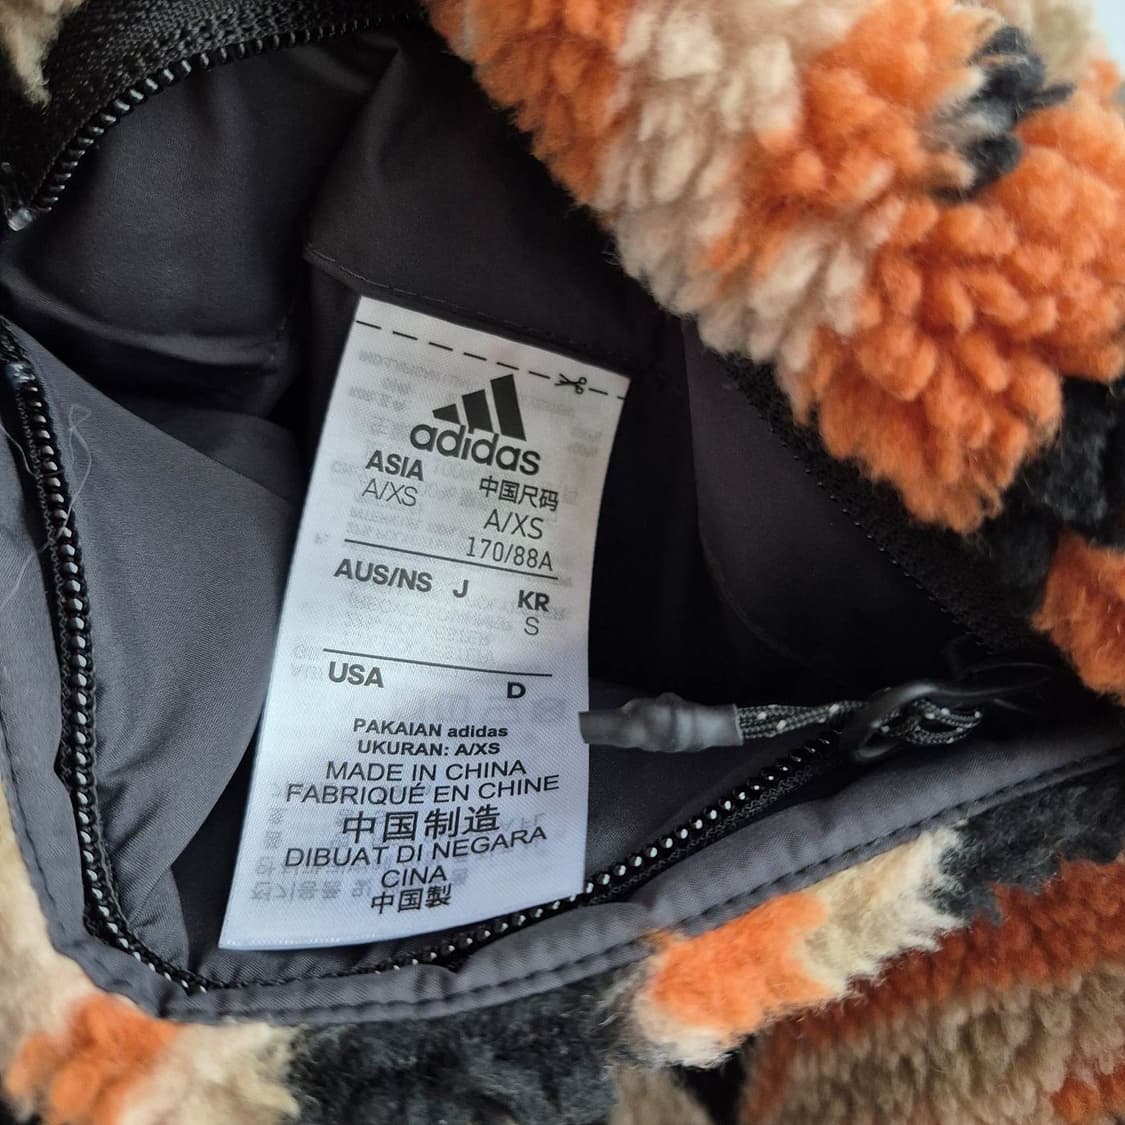 adidas
ASIA 中国尺码
A/XS A/XS
170/88A
AUS/NS J KR
S
USA D
PAKAIAN adidas
UKURAN: A/XS
MADE IN CHINA
FABRIQUÉ EN CHINE
中国制造
DIBUAT DI NEGARA
CINA
中国製